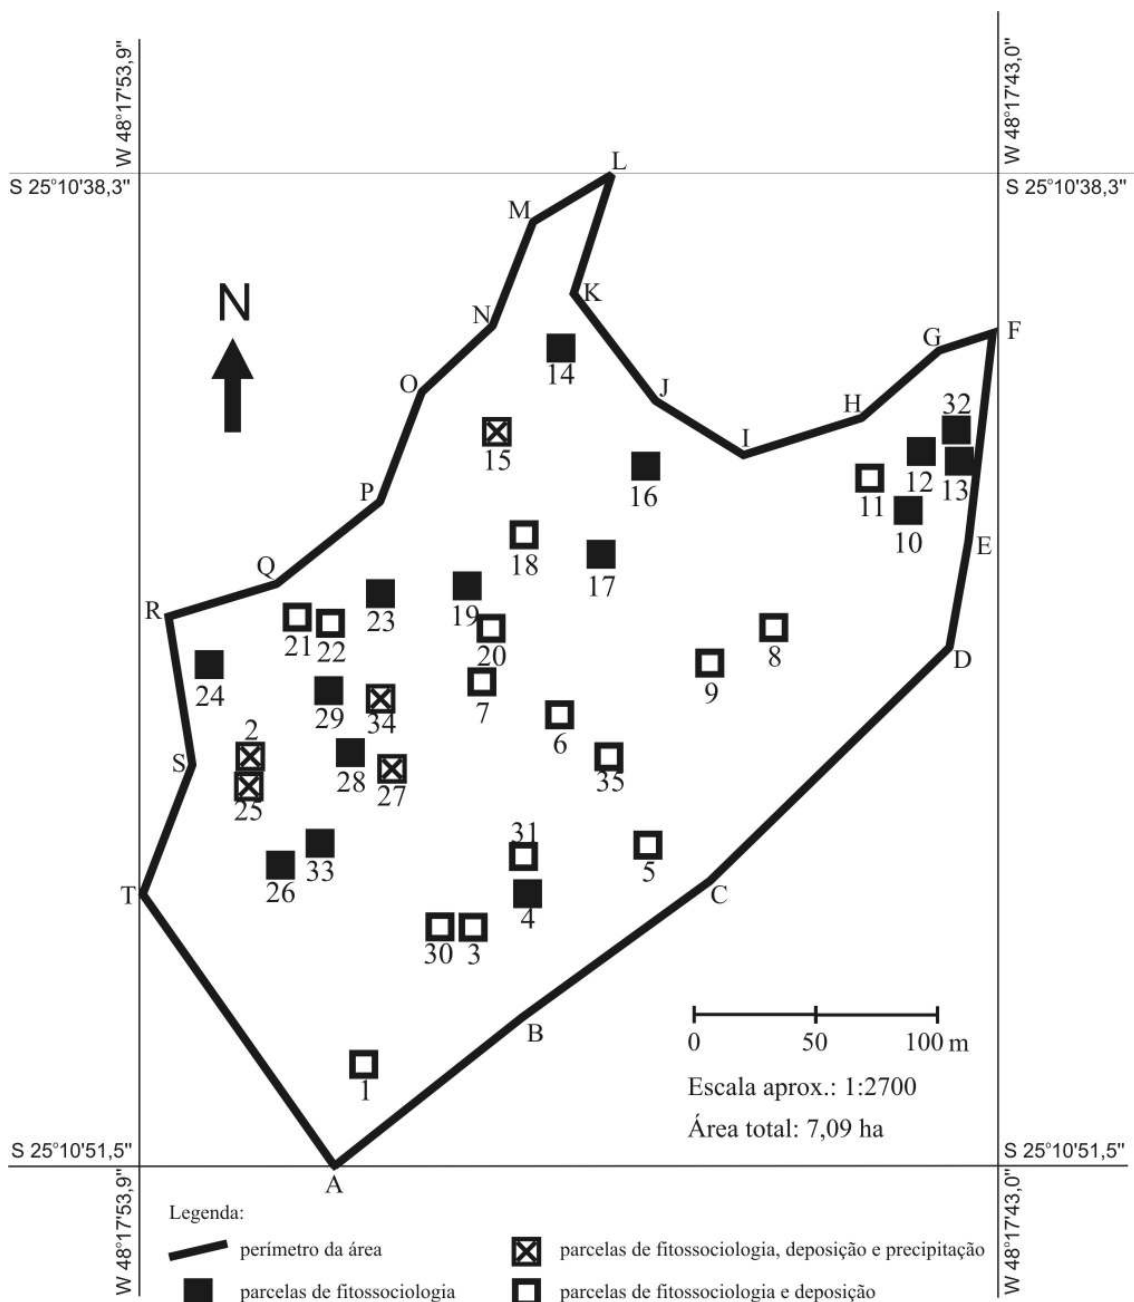 W 48°17'53,9"
W 48°17'43,0"
L
S 25°10'38,3"
S 25°10'38,3"
M
K
N
N
F
G
14
O
J
H
32
I
15
16
12
13
11
P
10
18
E
17
Q
R
23
19
21
22
20
8
D
24
9
29
34
7
2
6
S
28
27
35
25
31
5
33
26
T
C
4
30
3
B
0
50
100 m
1
Escala aprox.: 1:2700
Área total: 7,09 ha
S 25°10'51,5"
S 25°10'51,5"
A
W 48°17'53,9"
W 48°17'43,0"
Legenda:
perímetro da área
parcelas de fitossociologia, deposição e precipitação
parcelas de fitossociologia
parcelas de fitossociologia e deposição